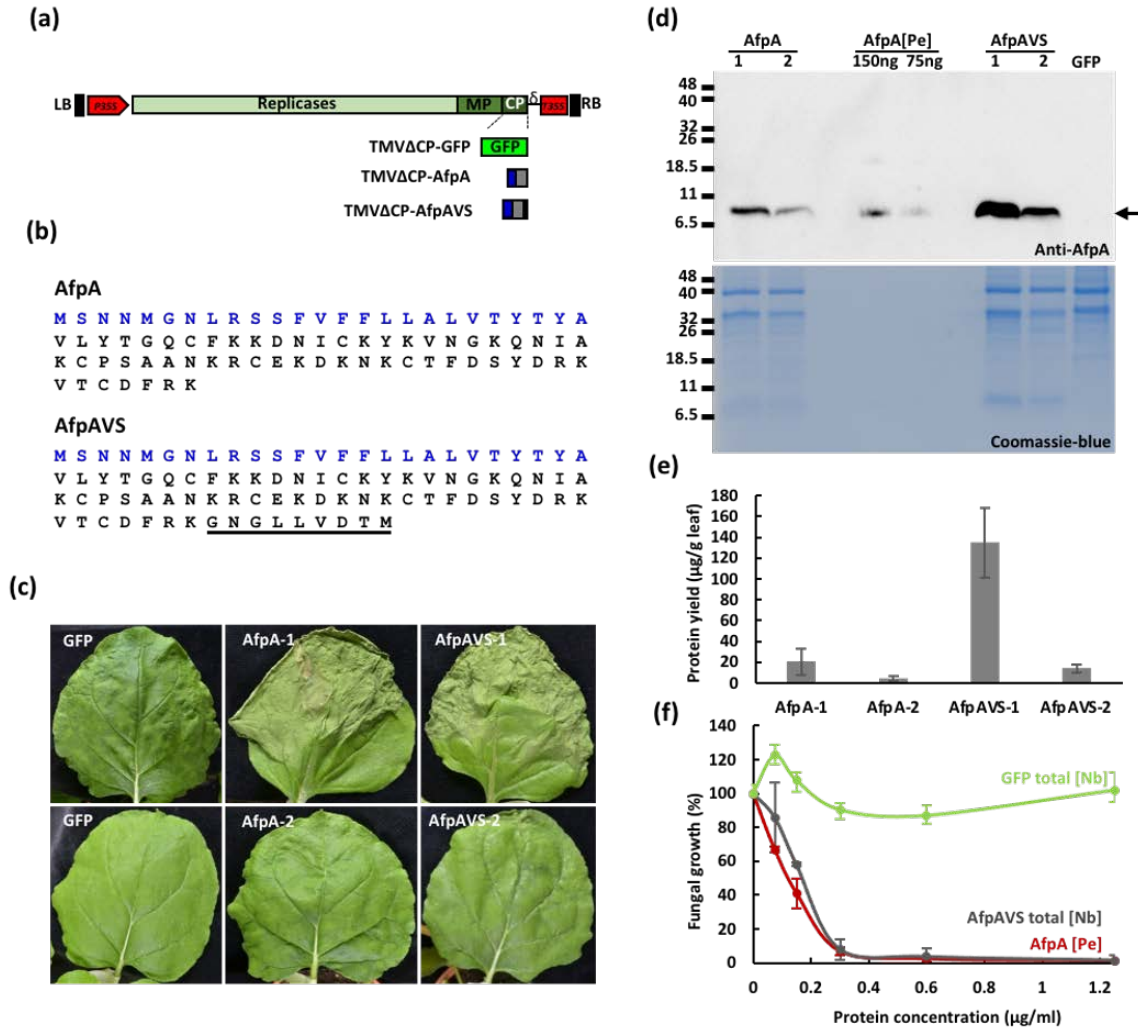 (a)
LB P35S Replicases MP CP δ T35S RB
TMVΔCP-GFP GFP
TMVΔCP-AfpA
TMVΔCP-AfpAVS
(b)
AfpA
M S N N M G N L R S S F V F F L L A L V T Y T Y A
V L Y T G Q C F K K D N I C K Y K V N G K Q N I A
K C P S A A N K R C E K D K N K C T F D S Y D R K
V T C D F R K
AfpAVS
M S N N M G N L R S S F V F F L L A L V T Y T Y A
V L Y T G Q C F K K D N I C K Y K V N G K Q N I A
K C P S A A N K R C E K D K N K C T F D S Y D R K
V T C D F R K G N G L L V D T M
(c)
GFP AfpA-1 AfpAVS-1
GFP AfpA-2 AfpAVS-2
(d)
AfpA AfpA[Pe] AfpAVS
1 2 150ng 75ng 1 2 GFP
48
40
32
26
18.5
11
6.5
Anti-AfpA
48
40
32
26
18.5
11
6.5
Coomassie-blue
(e)
Protein yield (µg/g leaf)
180
160
140
120
100
80
60
40
20
0
AfpA-1 AfpA-2 AfpAVS-1 AfpAVS-2
(f)
Fungal growth (%)
140
120
100
80
60
40
20
0
GFP total [Nb]
AfpAVS total [Nb]
AfpA [Pe]
0 0.2 0.4 0.6 0.8 1 1.2
Protein concentration (µg/ml)